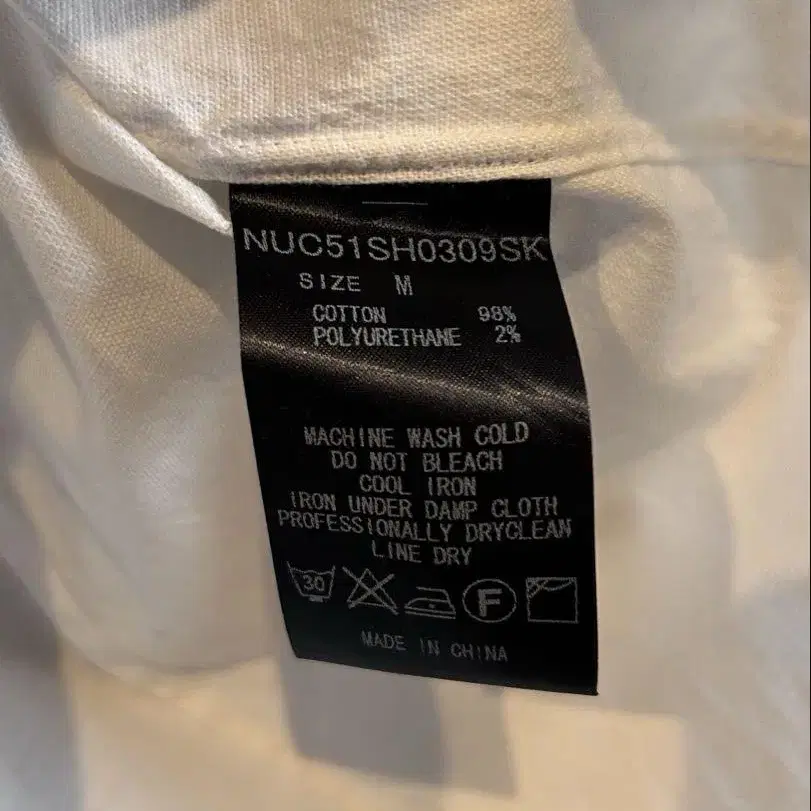 NUC51SH0309SK
SIZE M
COTTON 98%
POLYURETHANE 2%
MACHINE WASH COLD
DO NOT BLEACH
COOL IRON
IRON UNDER DAMP CLOTH
PROFESSIONALLY DRYCLEAN
LINE DRY
30 F
MADE IN CHINA